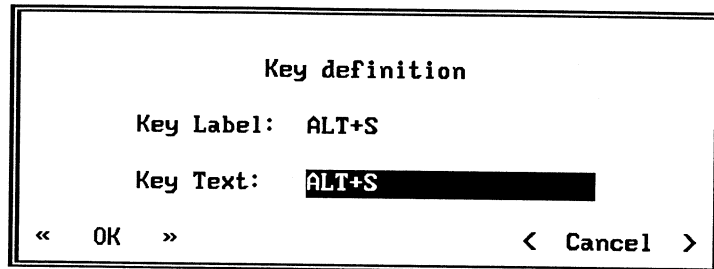 Key definition
Key Label: ALT+S
Key Text: ALT+S
« OK » < Cancel >